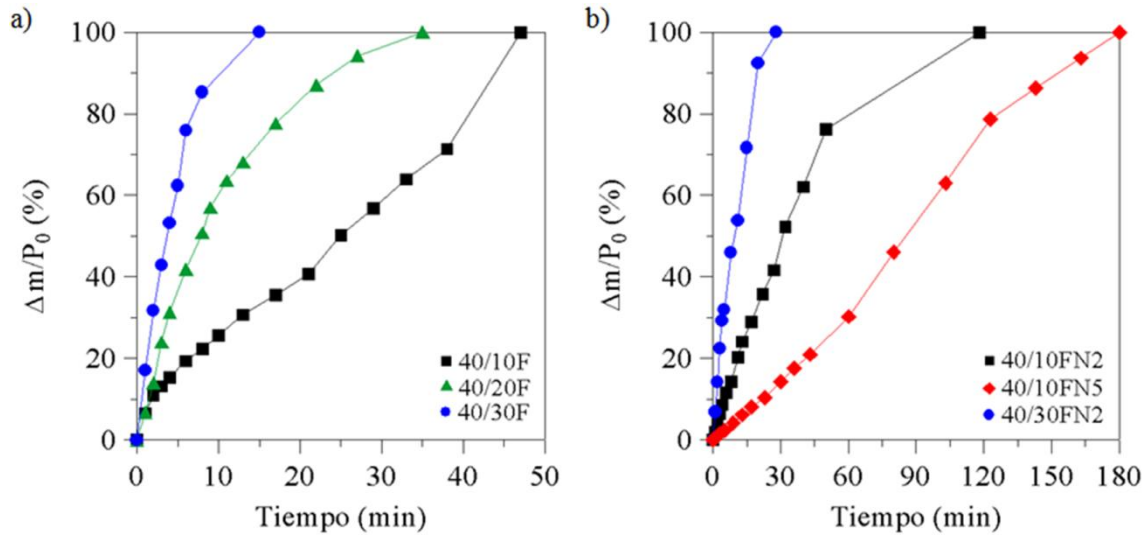 a)
Δm/P₀ (%)
100
80
60
40
20
0
0 10 20 30 40 50
Tiempo (min)
40/10F
40/20F
40/30F
b)
Δm/P₀ (%)
100
80
60
40
20
0
0 30 60 90 120 150 180
Tiempo (min)
40/10FN2
40/10FN5
40/30FN2